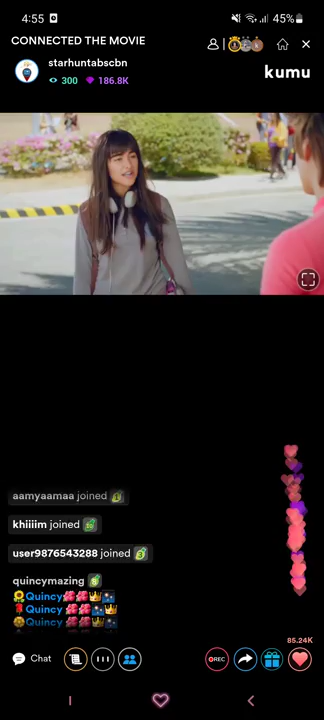 4:55
45%
CONNECTED THE MOVIE
starhuntabscbn
300
186.8K
kumu
aamyaamaa joined
khiiiim joined 10
user9876543288 joined
quincymazing
Quincy
Quincy
Quincy
85.24K
Chat
REC